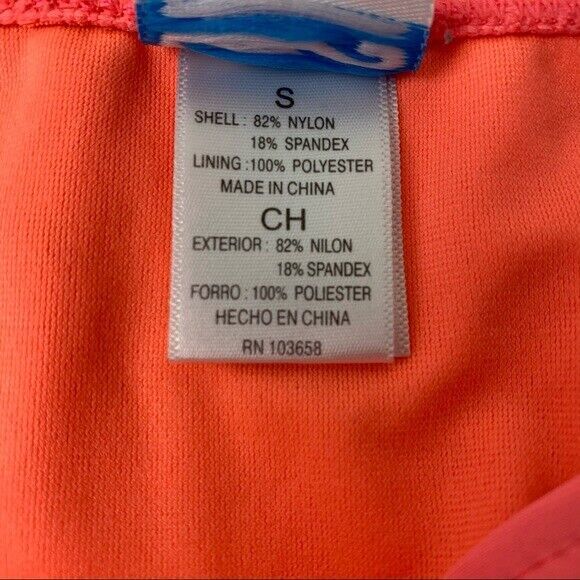 S
SHELL : 82% NYLON
18% SPANDEX
LINING :100% POLYESTER
MADE IN CHINA
CH
EXTERIOR : 82% NILON
18% SPANDEX
FORRO : 100% POLIESTER
HECHO EN CHINA
RN 103658